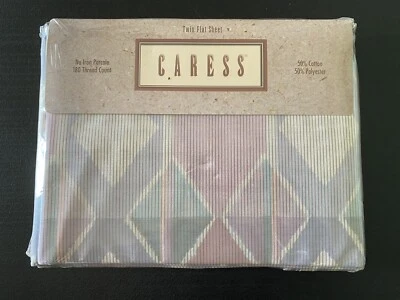 Twin Flat Sheet
CARESS
No Iron Percale
180 Thread Count
50% Cotton
50% Polyester